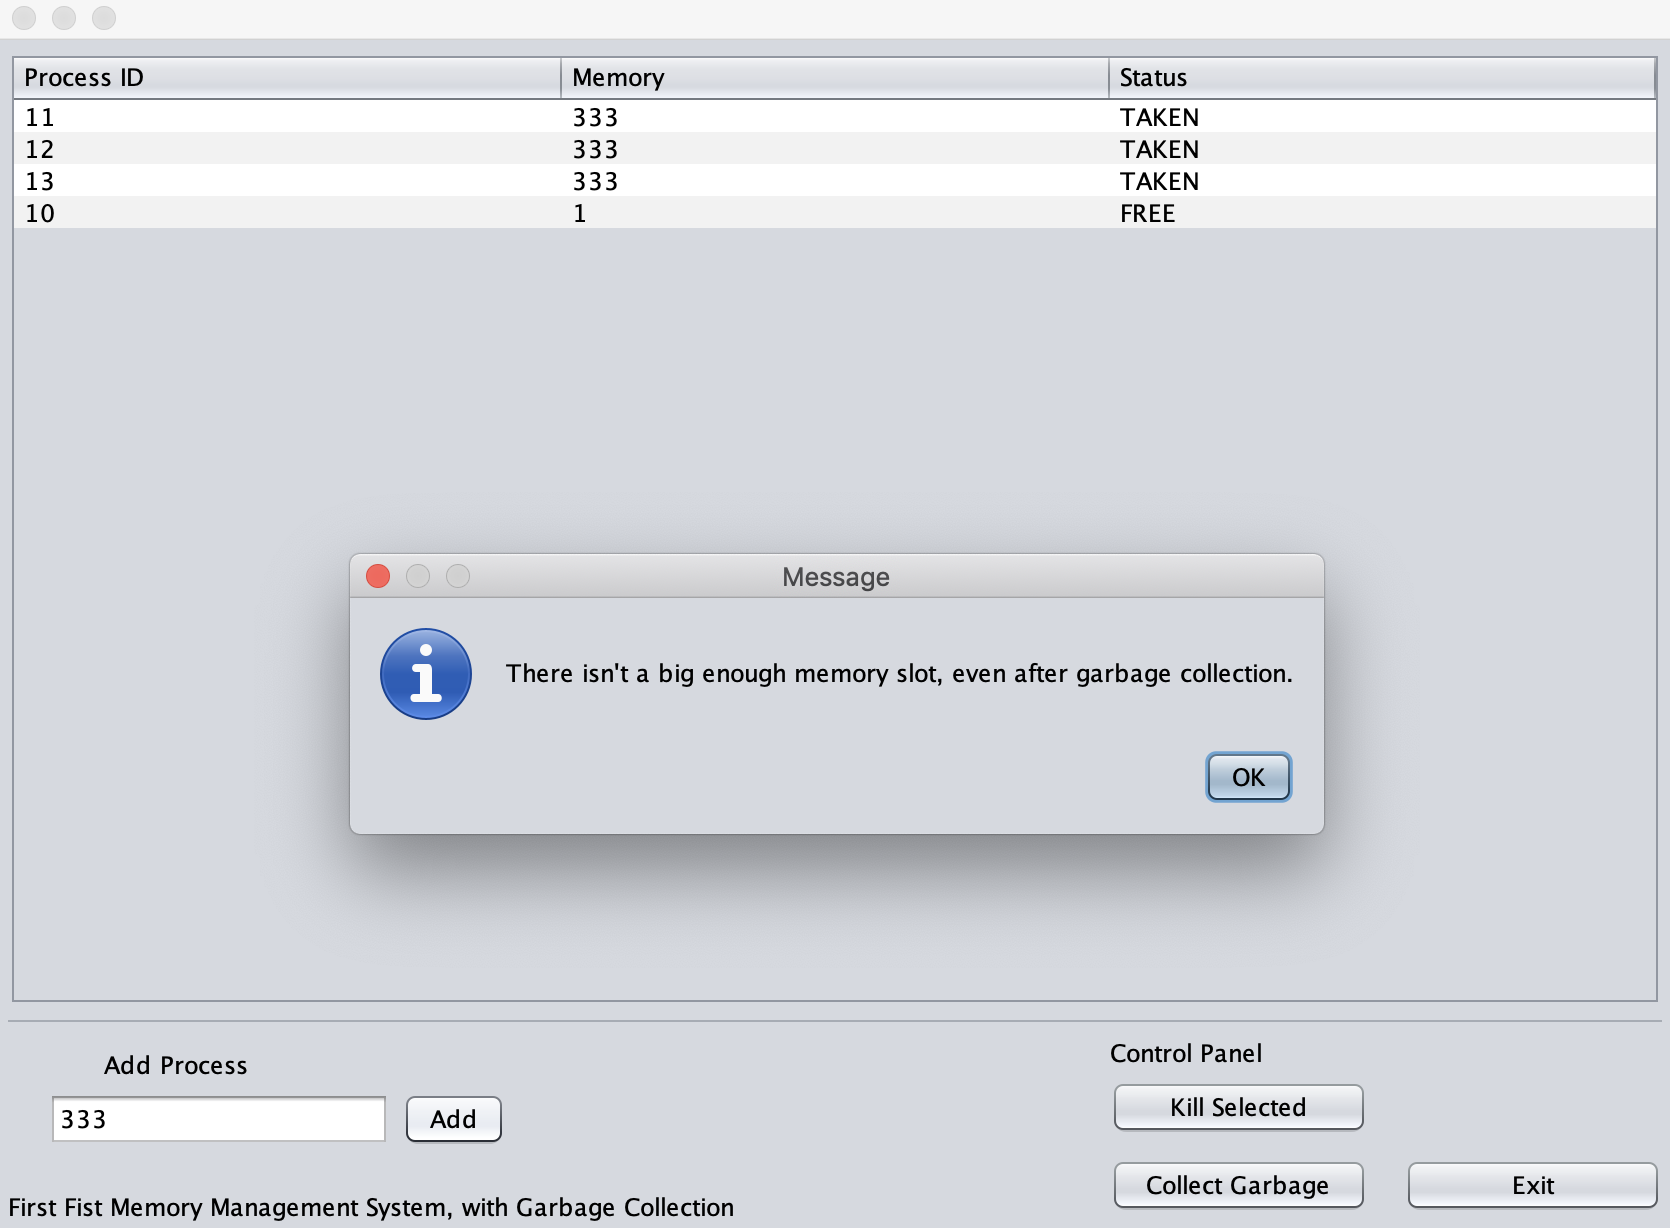 Process ID Memory Status
11 333 TAKEN
12 333 TAKEN
13 333 TAKEN
10 1 FREE
Message
There isn't a big enough memory slot, even after garbage collection.
OK
Add Process
333 Add
Control Panel
Kill Selected
Collect Garbage Exit
First Fist Memory Management System, with Garbage Collection